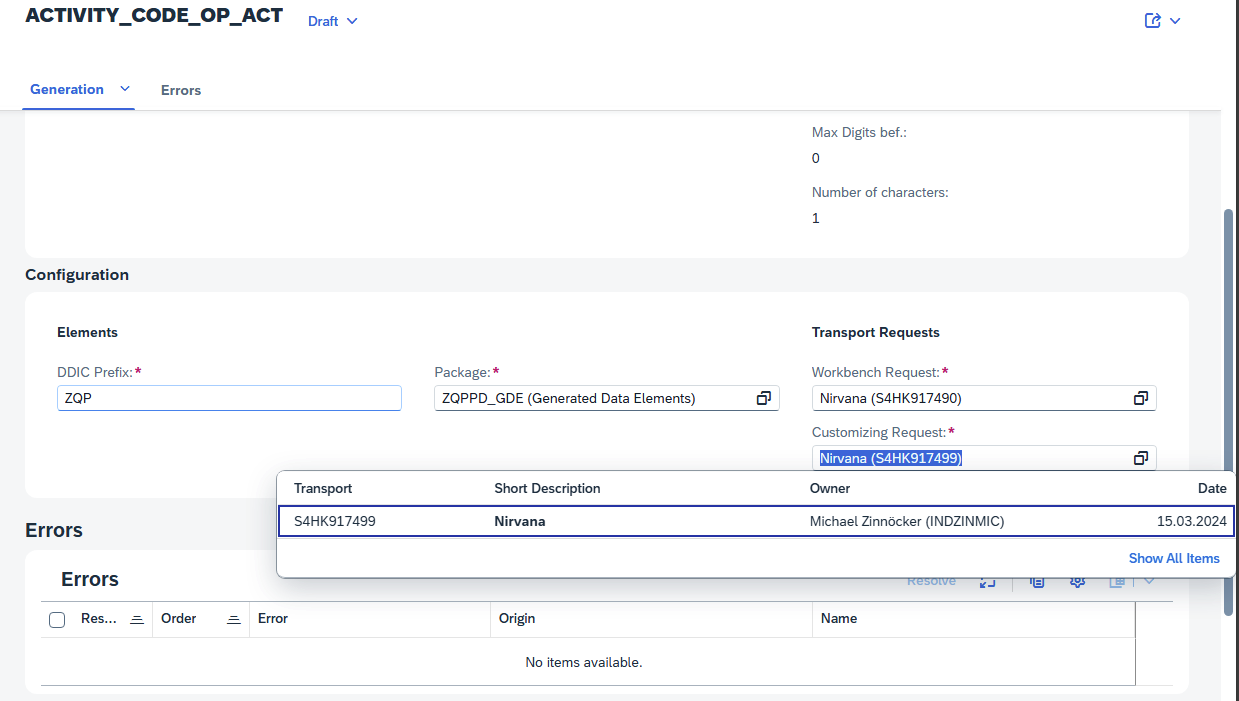 ACTIVITY_CODE_OP_ACT Draft
Generation Errors
Max Digits bef.:
0
Number of characters:
1
Configuration
Elements Transport Requests
DDIC Prefix:* Package:* Workbench Request:*
ZQP ZQPPD_GDE (Generated Data Elements) Nirvana (S4HK917490)
Customizing Request:*
Nirvana (S4HK917499)
Transport Short Description Owner Date
S4HK917499 Nirvana Michael Zinnöcker (INDZINMIC) 15.03.2024
Show All Items
Errors
Errors Resolve
Res... Order Error Origin Name
No items available.